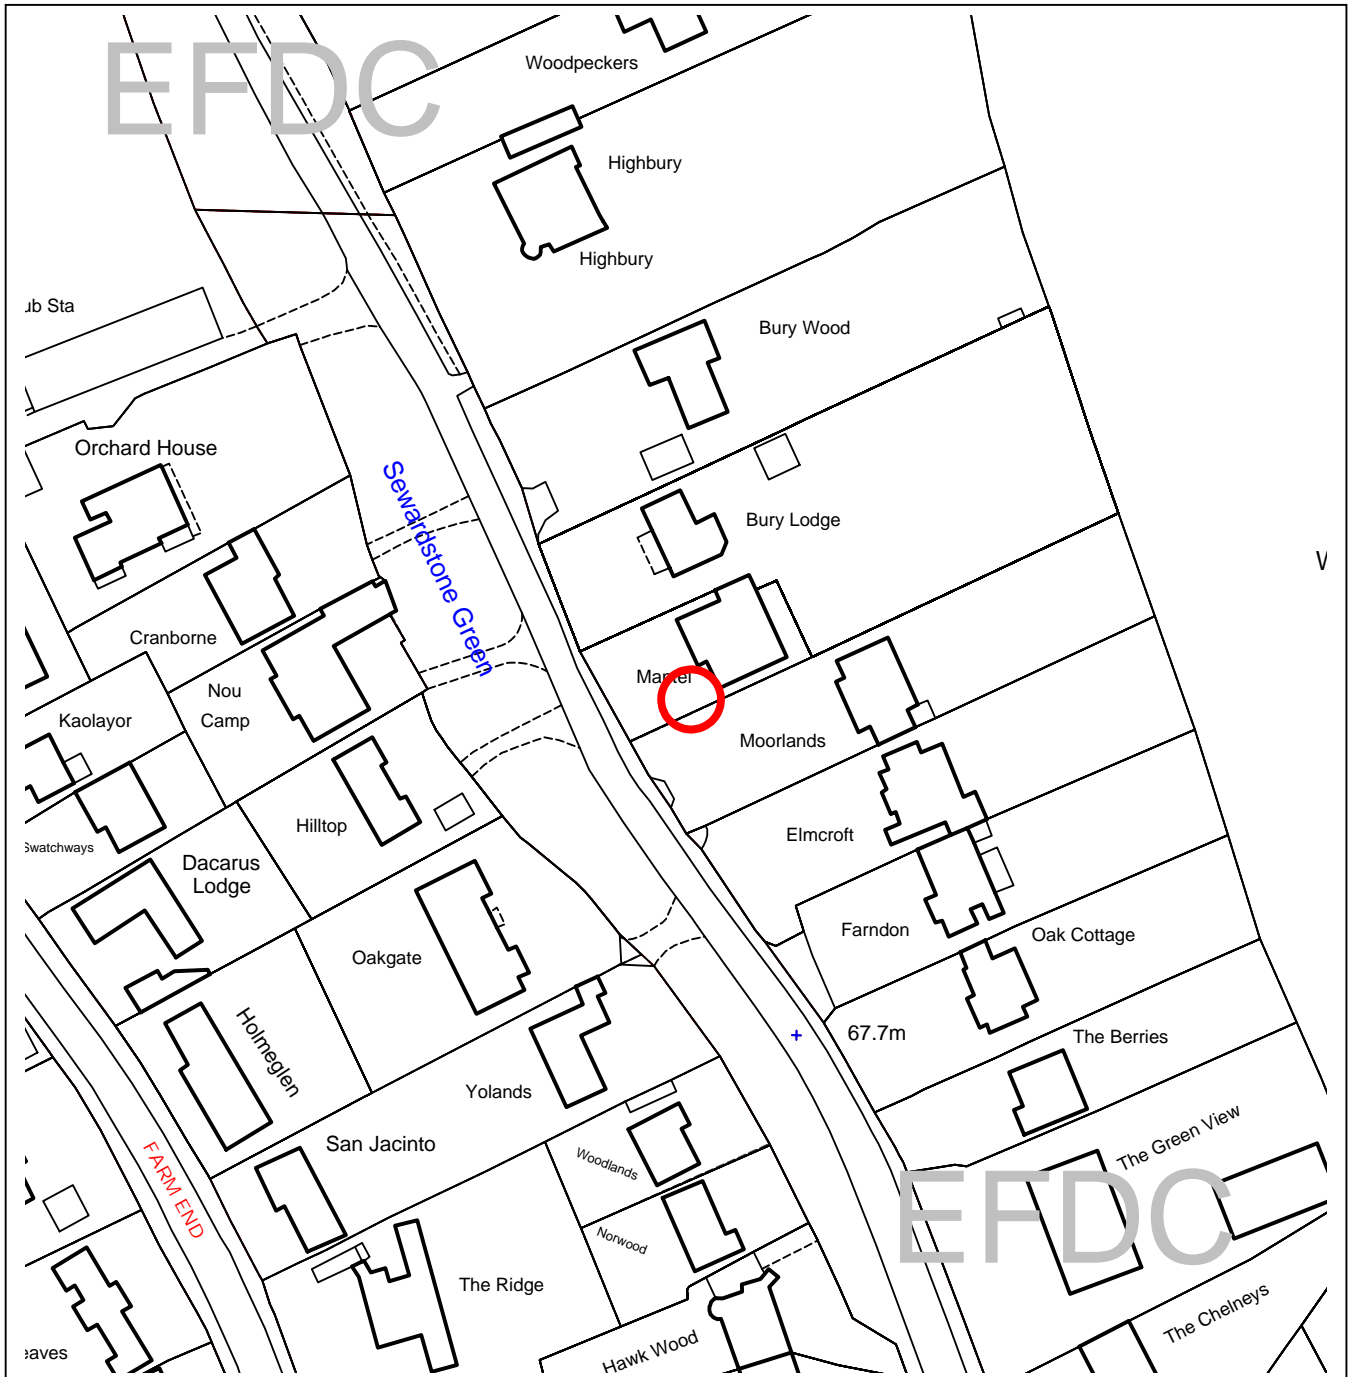 EFDC
Woodpeckers
Highbury
Highbury
ub Sta
Bury Wood
Orchard House
Sewardstone Green
Bury Lodge
Cranborne
Nou
Camp
Kaolayor
Manter
Moorlands
Hilltop
Elmcroft
Swatchways
Dacarus
Lodge
Farndon
Oak Cottage
Oakgate
67.7m
The Berries
Holmeglen
Yolands
San Jacinto
Woodlands
The Green View
FARM END
EFDC
Norwood
The Ridge
The Chelneys
Hawk Wood
eaves